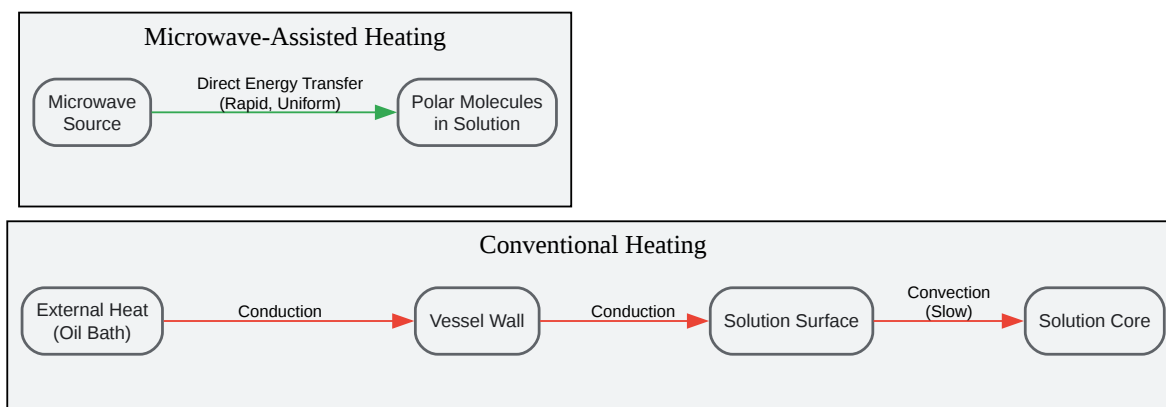 Microwave-Assisted Heating
Microwave
Source
Direct Energy Transfer
(Rapid, Uniform)
Polar Molecules
in Solution
Conventional Heating
External Heat
(Oil Bath)
Conduction
Vessel Wall
Conduction
Solution Surface
Convection
(Slow)
Solution Core